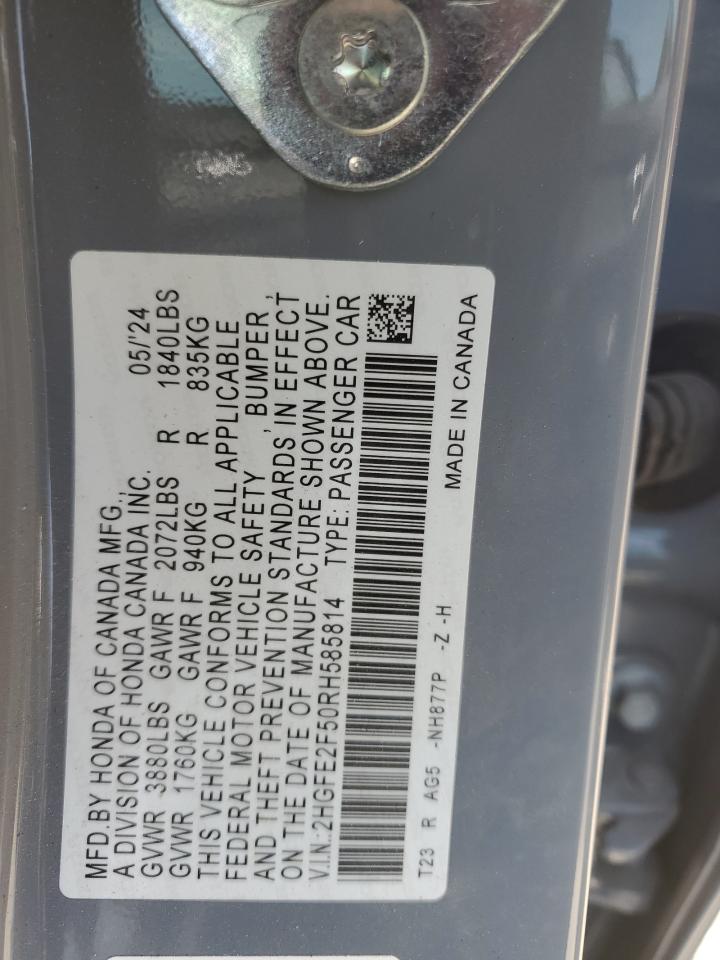 MFD.BY HONDA OF CANADA MFG.,
A DIVISION OF HONDA CANADA INC. 05/'24
GVWR 3880LBS GAWR F 2072LBS R 1840LBS
GVWR 1760KG GAWR F 940KG R 835KG
THIS VEHICLE CONFORMS TO ALL APPLICABLE
FEDERAL MOTOR VEHICLE SAFETY , BUMPER ,
AND THEFT PREVENTION STANDARDS IN EFFECT
ON THE DATE OF MANUFACTURE SHOWN ABOVE.
V.I.N.:2HGFE2F50RH585814 TYPE: PASSENGER CAR
T23 R AG5 -NH877P -Z -H
MADE IN CANADA